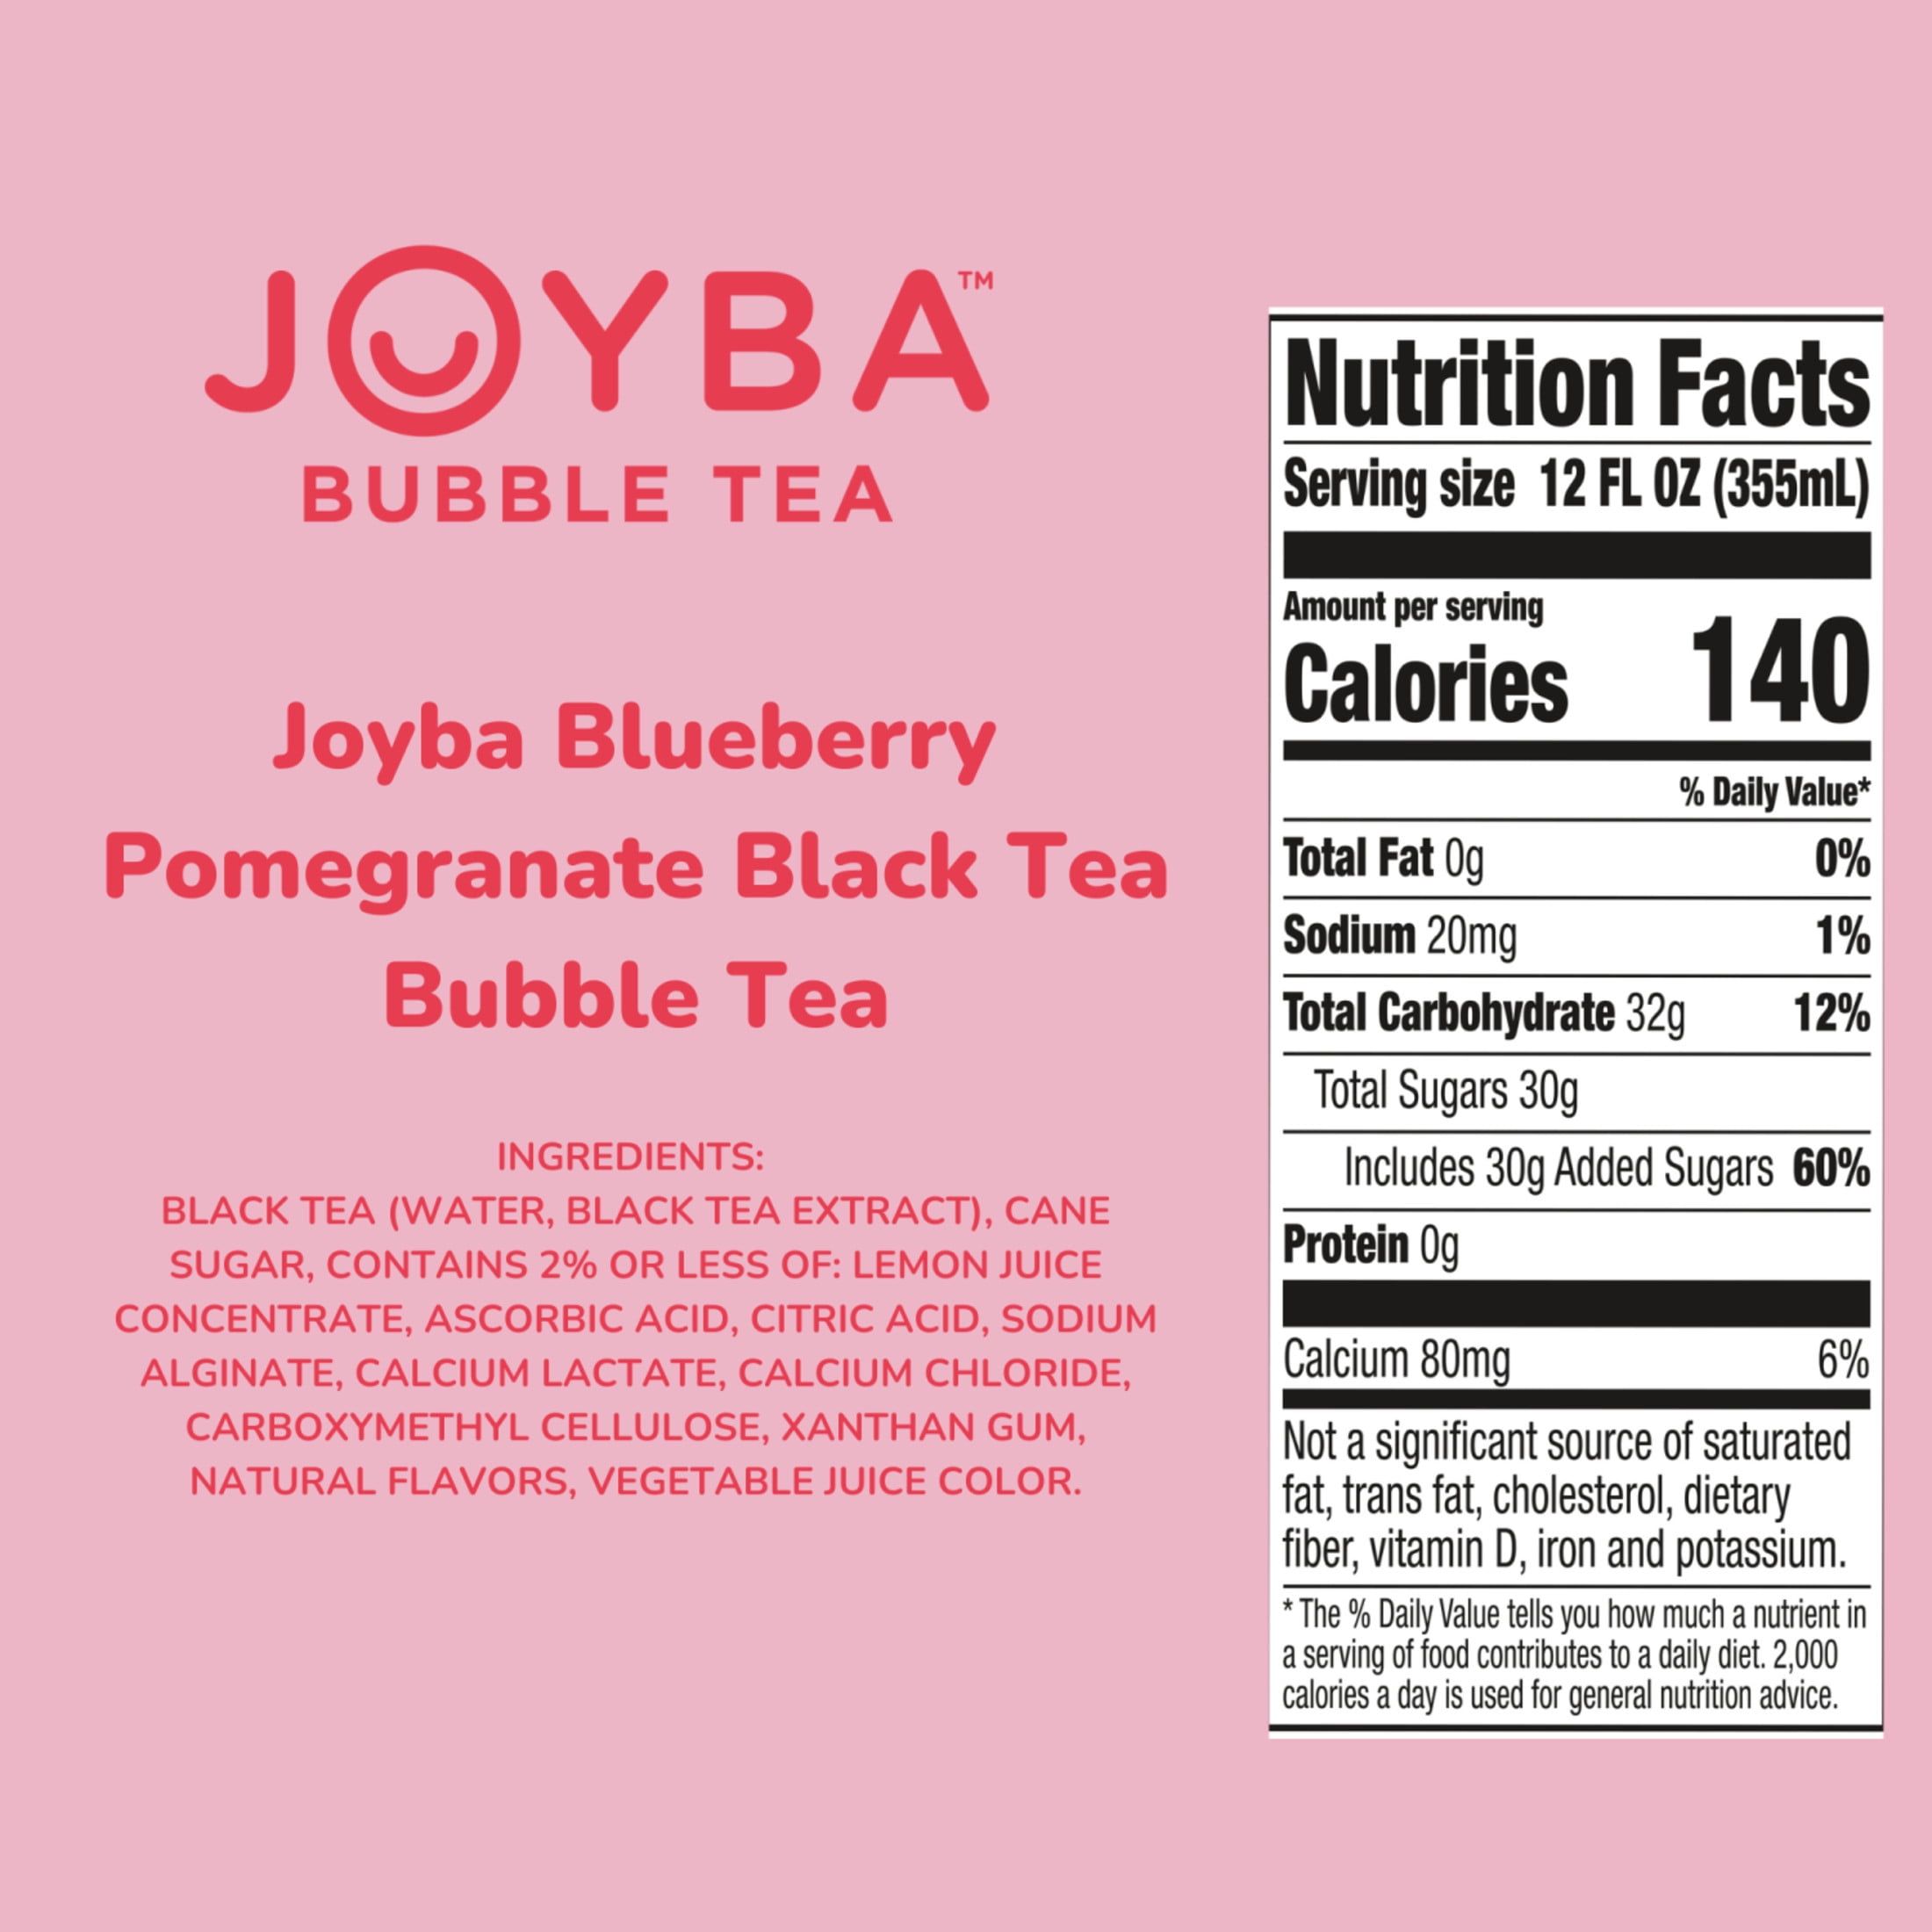 JOYBA™
BUBBLE TEA
Joyba Blueberry
Pomegranate Black Tea
Bubble Tea
INGREDIENTS:
BLACK TEA (WATER, BLACK TEA EXTRACT), CANE
SUGAR, CONTAINS 2% OR LESS OF: LEMON JUICE
CONCENTRATE, ASCORBIC ACID, CITRIC ACID, SODIUM
ALGINATE, CALCIUM LACTATE, CALCIUM CHLORIDE,
CARBOXYMETHYL CELLULOSE, XANTHAN GUM,
NATURAL FLAVORS, VEGETABLE JUICE COLOR.
Nutrition Facts
Serving size 12 FL OZ (355mL)
Amount per serving
Calories 140
% Daily Value*
Total Fat 0g 0%
Sodium 20mg 1%
Total Carbohydrate 32g 12%
Total Sugars 30g
Includes 30g Added Sugars 60%
Protein 0g
Calcium 80mg 6%
Not a significant source of saturated
fat, trans fat, cholesterol, dietary
fiber, vitamin D, iron and potassium.
* The % Daily Value tells you how much a nutrient in
a serving of food contributes to a daily diet. 2,000
calories a day is used for general nutrition advice.